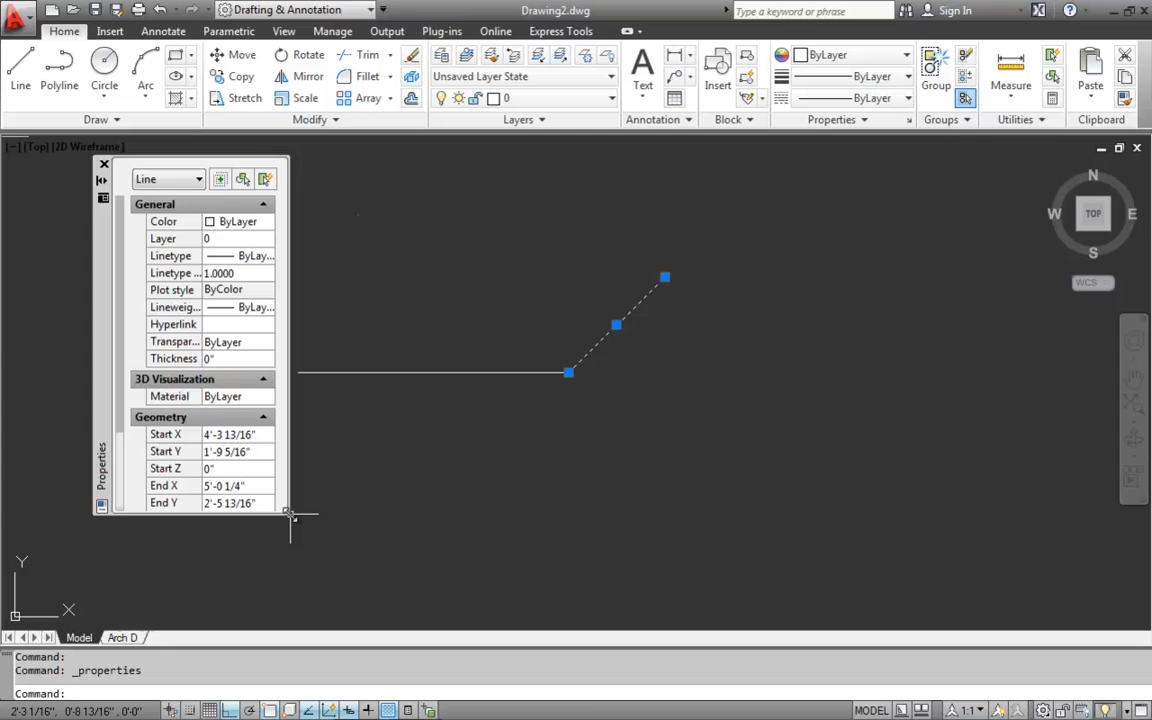 Drafting & Annotation
Drawing2.dwg
Type a keyword or phrase
Sign In
Home Insert Annotate Parametric View Manage Output Plug-ins Online Express Tools
Line
Polyline
Circle
Arc
Move
Copy
Stretch
Rotate
Mirror
Scale
Trim
Fillet
Array
Unsaved Layer State
0
Text
Insert
ByLayer
ByLayer
ByLayer
Group
Measure
Paste
Draw
Modify
Layers
Annotation
Block
Properties
Groups
Utilities
Clipboard
[−] [Top] [2D Wireframe]
Line
General
Color ByLayer
Layer 0
Linetype ByLay...
Linetype ... 1.0000
Plot style ByColor
Lineweig... ByLay...
Hyperlink
Transpar... ByLayer
Thickness 0"
3D Visualization
Material ByLayer
Geometry
Start X 4'-3 13/16"
Start Y 1'-9 5/16"
Start Z 0"
End X 5'-0 1/4"
End Y 2'-5 13/16"
Properties
N
W
TOP
E
S
WCS
Y
X
Model
Arch D
Command:
Command: _properties
Command:
2'-3 1/16", 0'-8 13/16", 0'-0"
MODEL
1:1